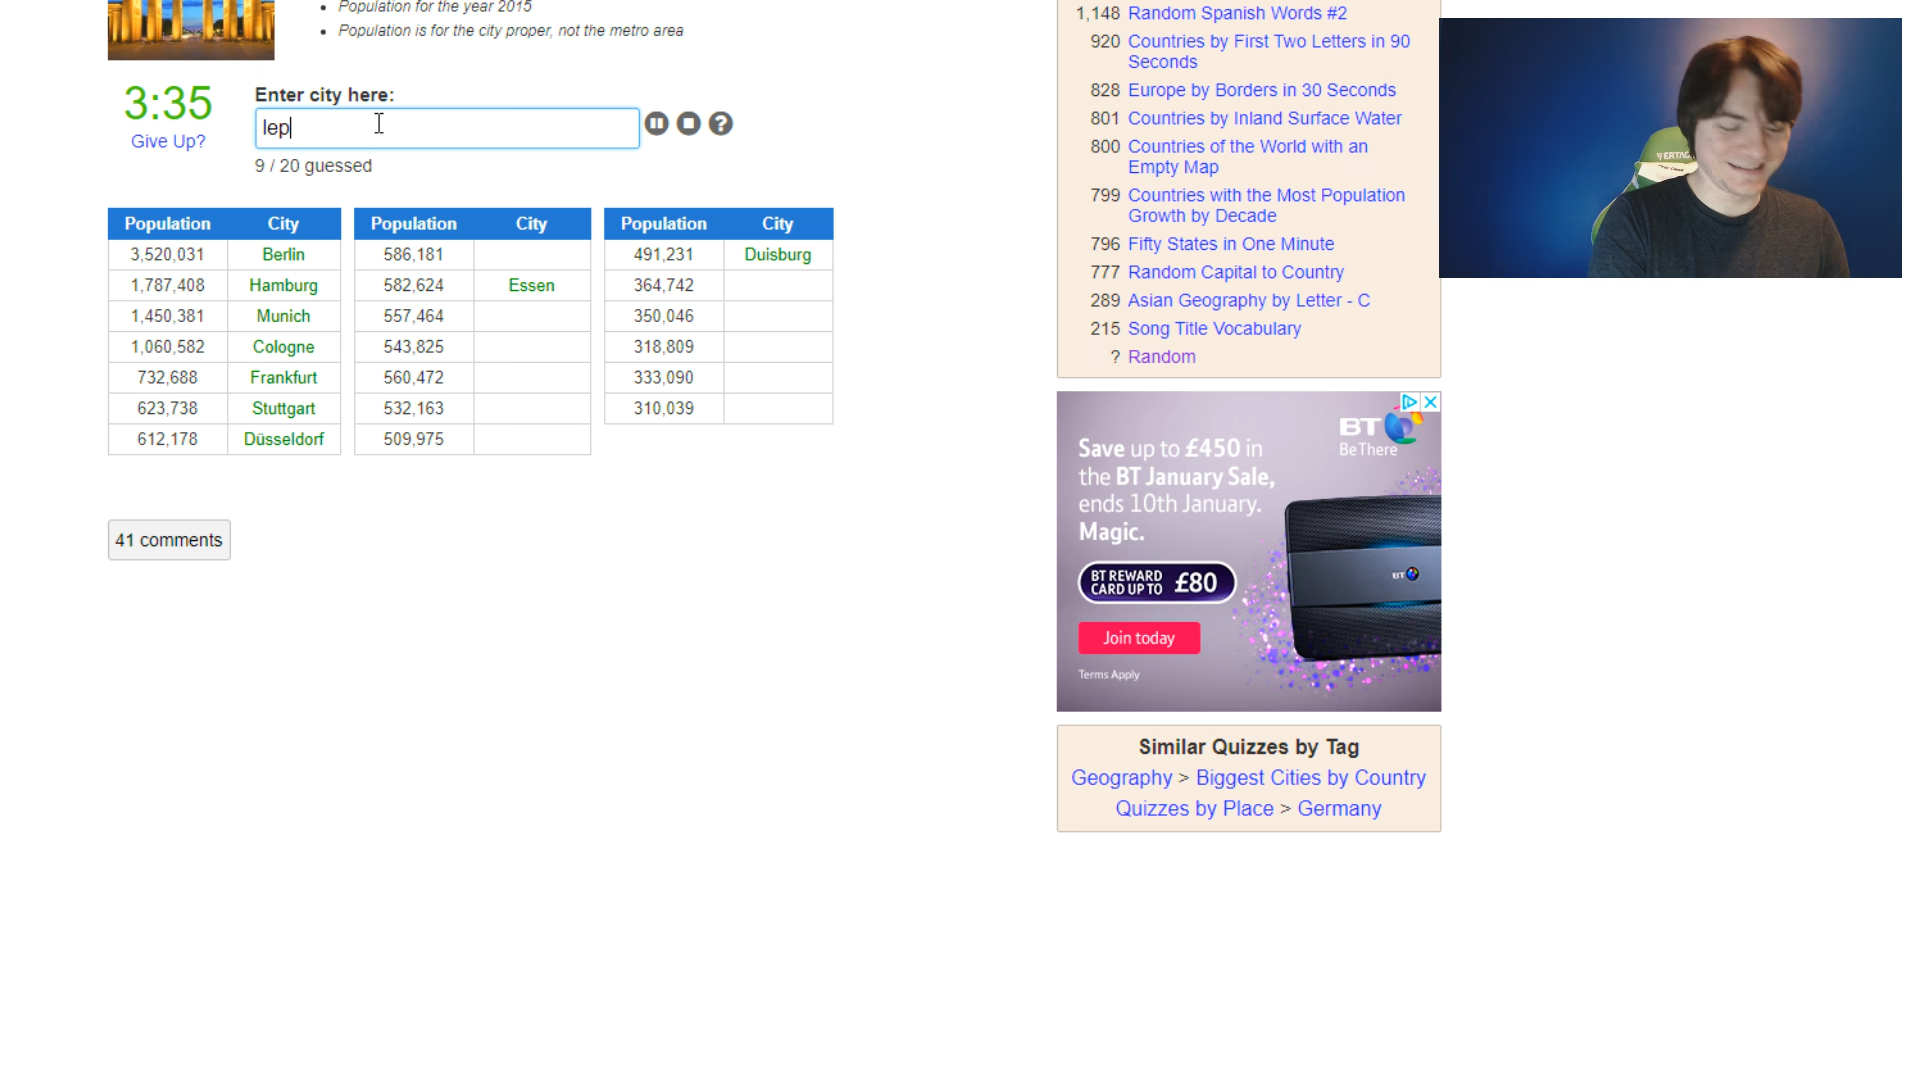 Population for the year 2015
Population is for the city proper, not the metro area
3:35
Give Up?
Enter city here:
lep
9 / 20 guessed
Population City
3,520,031 Berlin
1,787,408 Hamburg
1,450,381 Munich
1,060,582 Cologne
732,688 Frankfurt
623,738 Stuttgart
612,178 Düsseldorf
Population City
586,181
582,624 Essen
557,464
543,825
560,472
532,163
509,975
Population City
491,231 Duisburg
364,742
350,046
318,809
333,090
310,039
41 comments
1,148 Random Spanish Words #2
920 Countries by First Two Letters in 90
Seconds
828 Europe by Borders in 30 Seconds
801 Countries by Inland Surface Water
800 Countries of the World with an
Empty Map
799 Countries with the Most Population
Growth by Decade
796 Fifty States in One Minute
777 Random Capital to Country
289 Asian Geography by Letter - C
215 Song Title Vocabulary
? Random
BT
Be There
Save up to £450 in
the BT January Sale,
ends 10th January.
Magic.
BT REWARD
CARD UP TO £80
Join today
Terms Apply
BT
Similar Quizzes by Tag
Geography > Biggest Cities by Country
Quizzes by Place > Germany